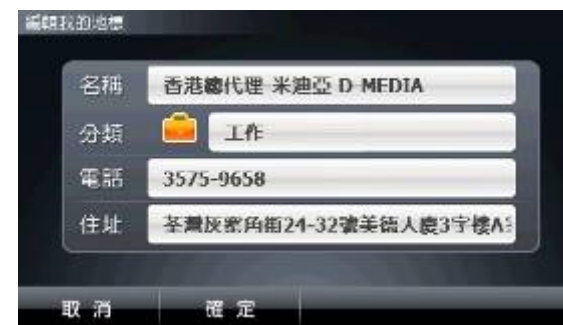 編輯我的地標
名稱 香港總代理 米迪亞 D-MEDIA
分類 工作
電話 3575-9658
住址 荃灣灰窰角街24-32號美德大廈3字樓A
取消 確定